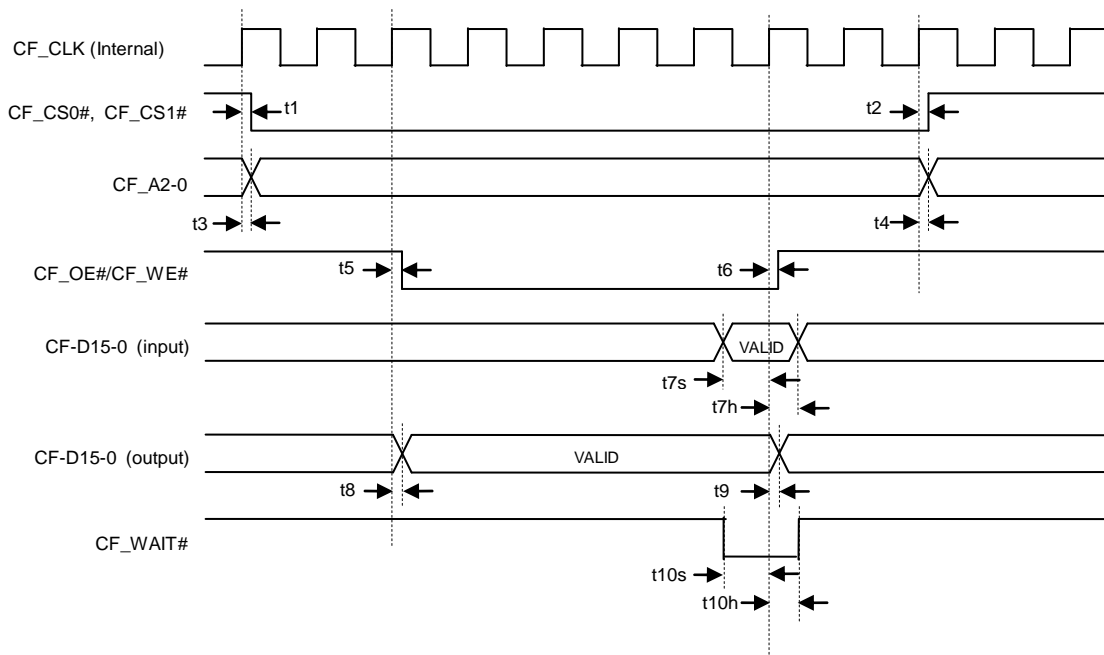 CF_CLK (Internal)
CF_CS0#, CF_CS1#
t1
t2
CF_A2-0
t3
t4
CF_OE#/CF_WE#
t5
t6
CF-D15-0 (input)
VALID
t7s
t7h
CF-D15-0 (output)
VALID
t8
t9
CF_WAIT#
t10s
t10h